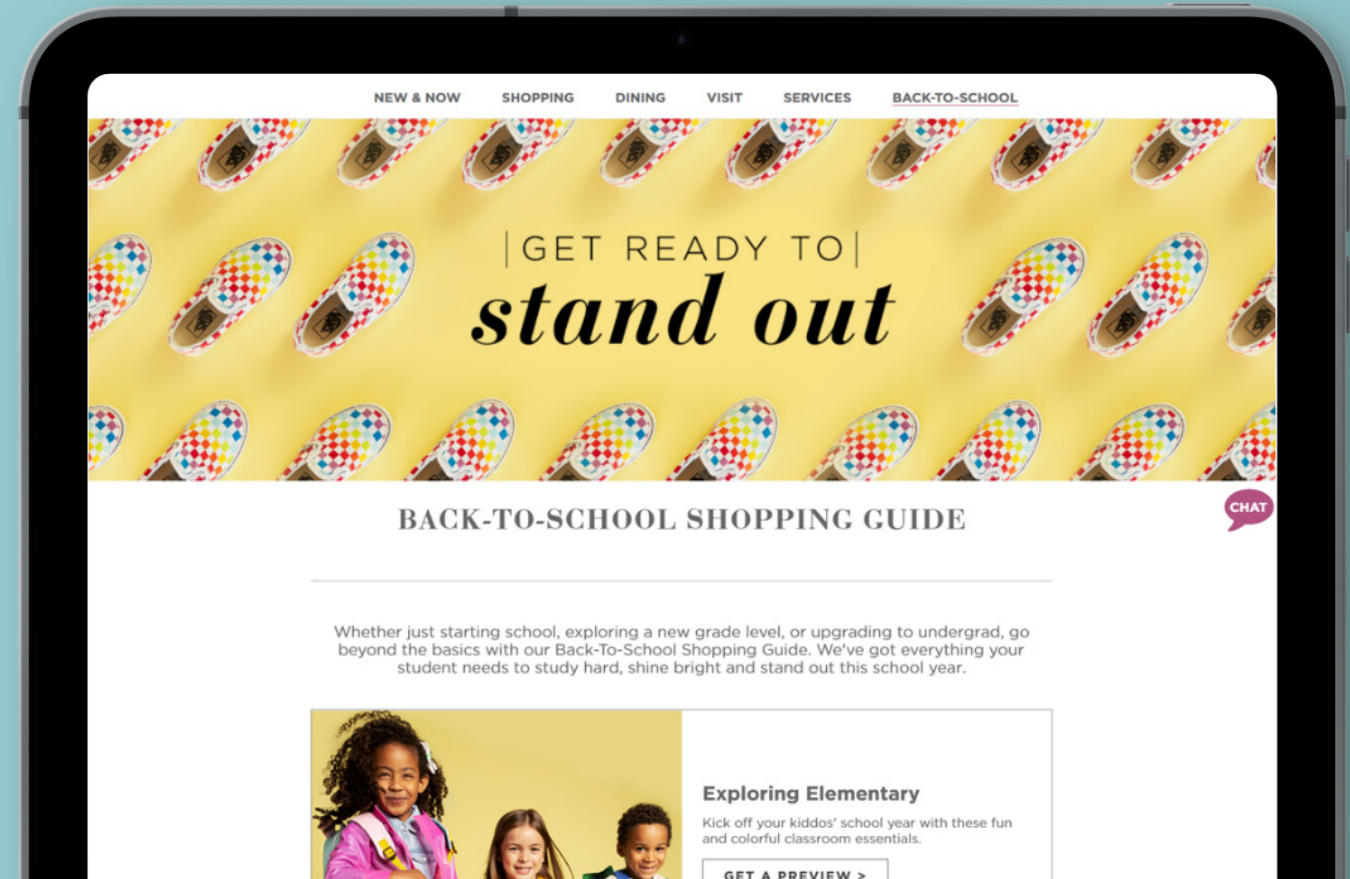 NEW & NOW SHOPPING DINING VISIT SERVICES BACK-TO-SCHOOL
|GET READY TO|
stand out
BACK-TO-SCHOOL SHOPPING GUIDE
CHAT
Whether just starting school, exploring a new grade level, or upgrading to undergrad, go
beyond the basics with our Back-To-School Shopping Guide. We've got everything your
student needs to study hard, shine bright and stand out this school year.
Exploring Elementary
Kick off your kiddos' school year with these fun
and colorful classroom essentials.
GET A PREVIEW >